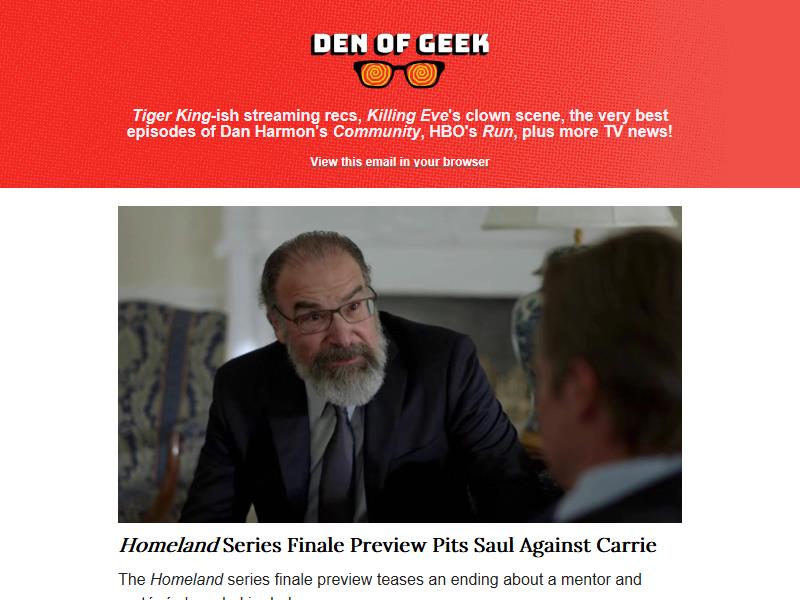 DEN OF GEEK
Tiger King-ish streaming recs, Killing Eve's clown scene, the very best
episodes of Dan Harmon's Community, HBO's Run, plus more TV news!
View this email in your browser
Homeland Series Finale Preview Pits Saul Against Carrie
The Homeland series finale preview teases an ending about a mentor and